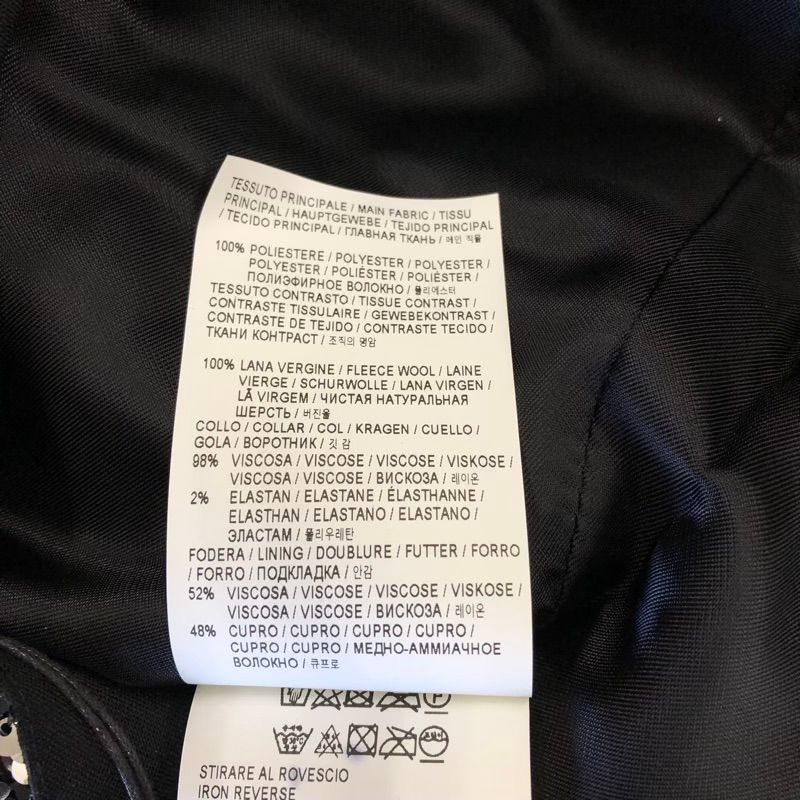 TESSUTO PRINCIPALE / MAIN FABRIC / TISSU
PRINCIPAL / HAUPTGEWEBE / TEJIDO PRINCIPAL
/ TECIDO PRINCIPAL / ГЛАВНАЯ ТКАНЬ / 메인 직물
100% POLIESTERE / POLYESTER / POLYESTER /
POLYESTER / POLIÉSTER / POLIÉSTER /
ПОЛИЭФИРНОЕ ВОЛОКНО / 폴리에스터
TESSUTO CONTRASTO / TISSUE CONTRAST /
CONTRASTE TISSULAIRE / GEWEBEKONTRAST /
CONTRASTE DE TEJIDO / CONTRASTE TECIDO /
ТКАНИ КОНТРАСТ / 조직의 명암
100% LANA VERGINE / FLEECE WOOL / LAINE
VIERGE / SCHURWOLLE / LANA VIRGEN /
LÃ VIRGEM / ЧИСТАЯ НАТУРАЛЬНАЯ
ШЕРСТЬ / 버진울
COLLO / COLLAR / COL / KRAGEN / CUELLO /
GOLA / ВОРОТНИК / 깃 감
98% VISCOSA / VISCOSE / VISCOSE / VISKOSE /
VISCOSA / VISCOSE / ВИСКОЗА / 레이온
2% ELASTAN / ELASTANE / ÉLASTHANNE /
ELASTHAN / ELASTANO / ELASTANO /
ЭЛАСТАМ / 폴리우레탄
FODERA / LINING / DOUBLURE / FUTTER / FORRO
/ FORRO / ПОДКЛАДКА / 안감
52% VISCOSA / VISCOSE / VISCOSE / VISKOSE /
VISCOSA / VISCOSE / ВИСКОЗА / 레이온
48% CUPRO / CUPRO / CUPRO / CUPRO /
CUPRO / CUPRO / МЕДНО-АММИАЧНОЕ
ВОЛОКНО / 큐프로
STIRARE AL ROVESCIO
IRON REVERSE